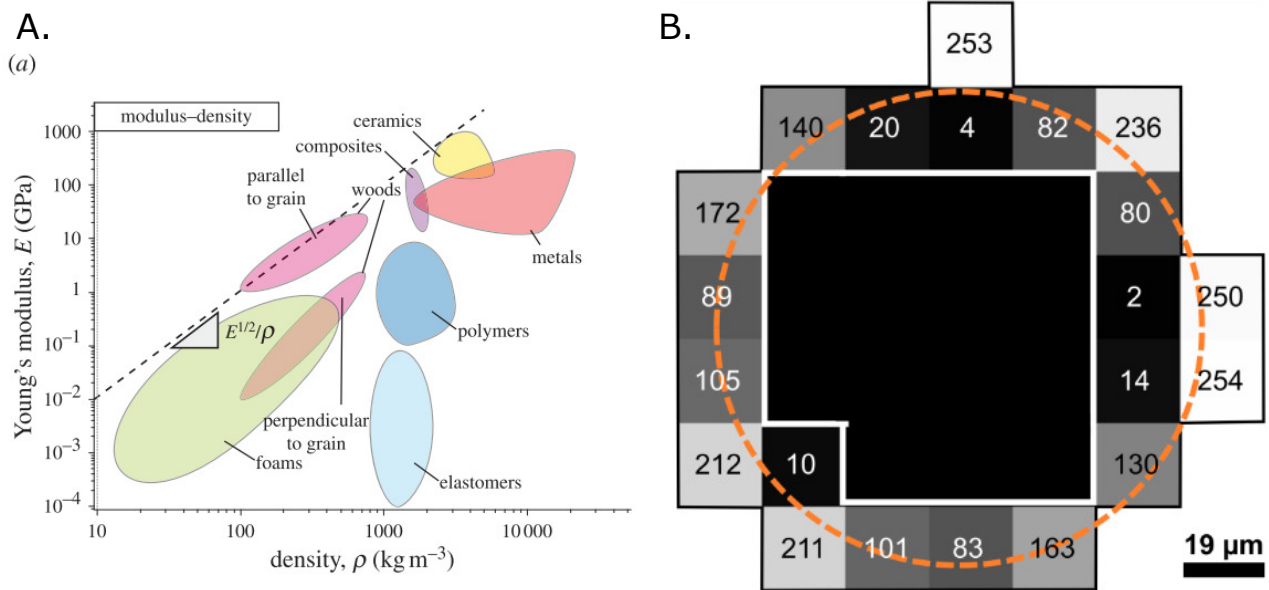 A.
(a)
modulus–density
ceramics
composites
parallel
to grain
woods
metals
polymers
E^{1/2}/ρ
perpendicular
to grain
foams
elastomers
Young's modulus, E (GPa)
1000
100
10
1
10^{−1}
10^{−2}
10^{−3}
10^{−4}
10 100 1000 10 000
density, ρ (kg m^{−3})
B.
253
140 20 4 82 236
172 80
89 2 250
105 14 254
212 10 130
211 101 83 163
19 µm